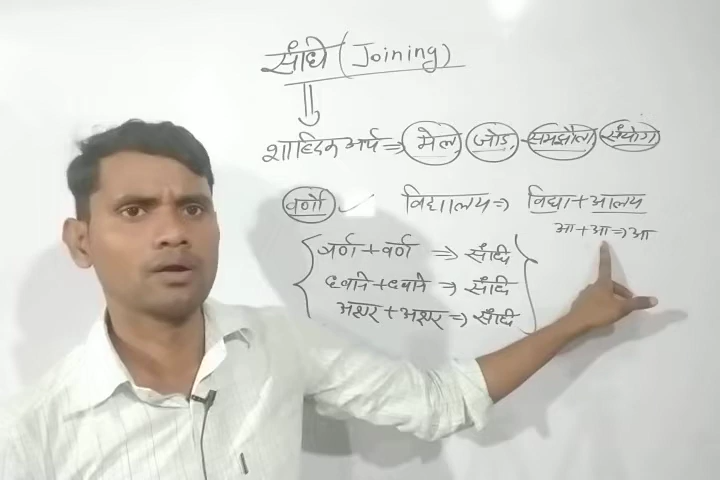 संधि (Joining)
शाब्दिक अर्थ ⇒ मेल, जोड़, समझौता, संयोग
वर्णों ✓ विद्यालय ⇒ विद्या + आलय
आ + आ ⇒ आ
वर्ण + वर्ण ⇒ संधि
ध्वनि + ध्वनि ⇒ संधि
अक्षर + अक्षर ⇒ संधि